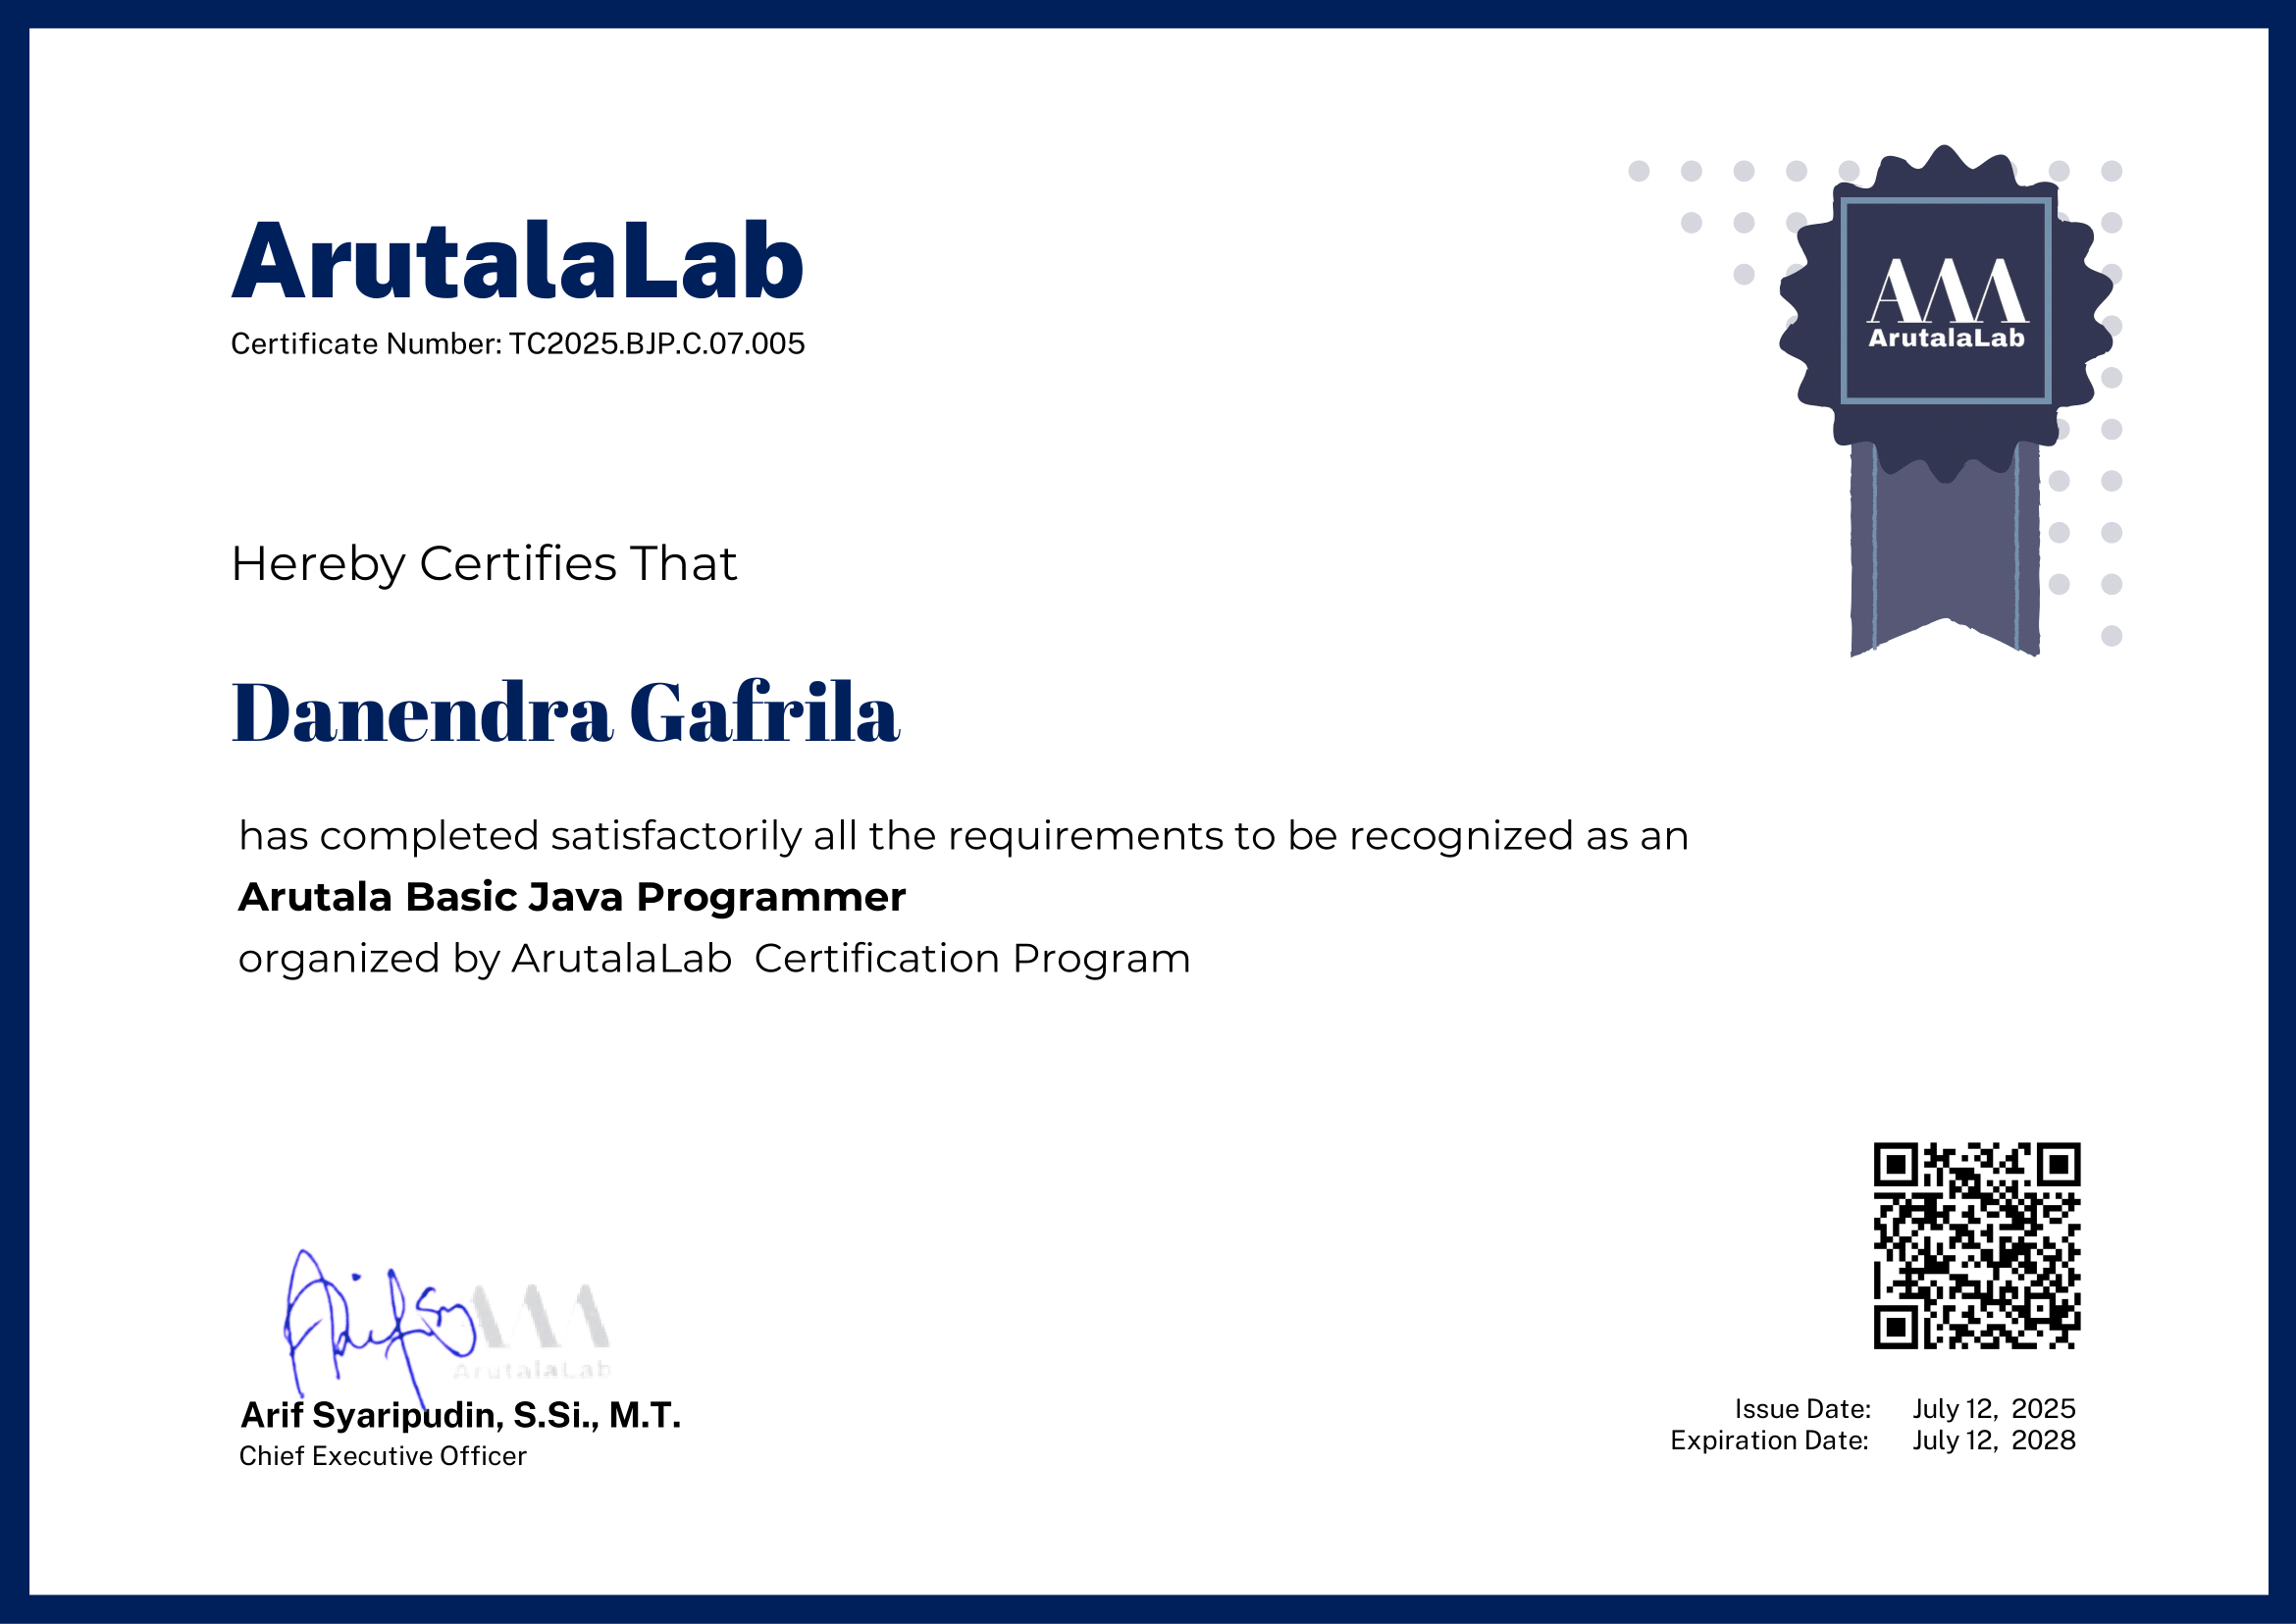 ArutalaLab
Certificate Number: TC2025.BJP.C.07.005
ArutalaLab
Hereby Certifies That
Danendra Gafrila
has completed satisfactorily all the requirements to be recognized as an
Arutala Basic Java Programmer
organized by ArutalaLab Certification Program
ArutalaLab
Arif Syaripudin, S.Si., M.T.
Chief Executive Officer
Issue Date: July 12, 2025
Expiration Date: July 12, 2028